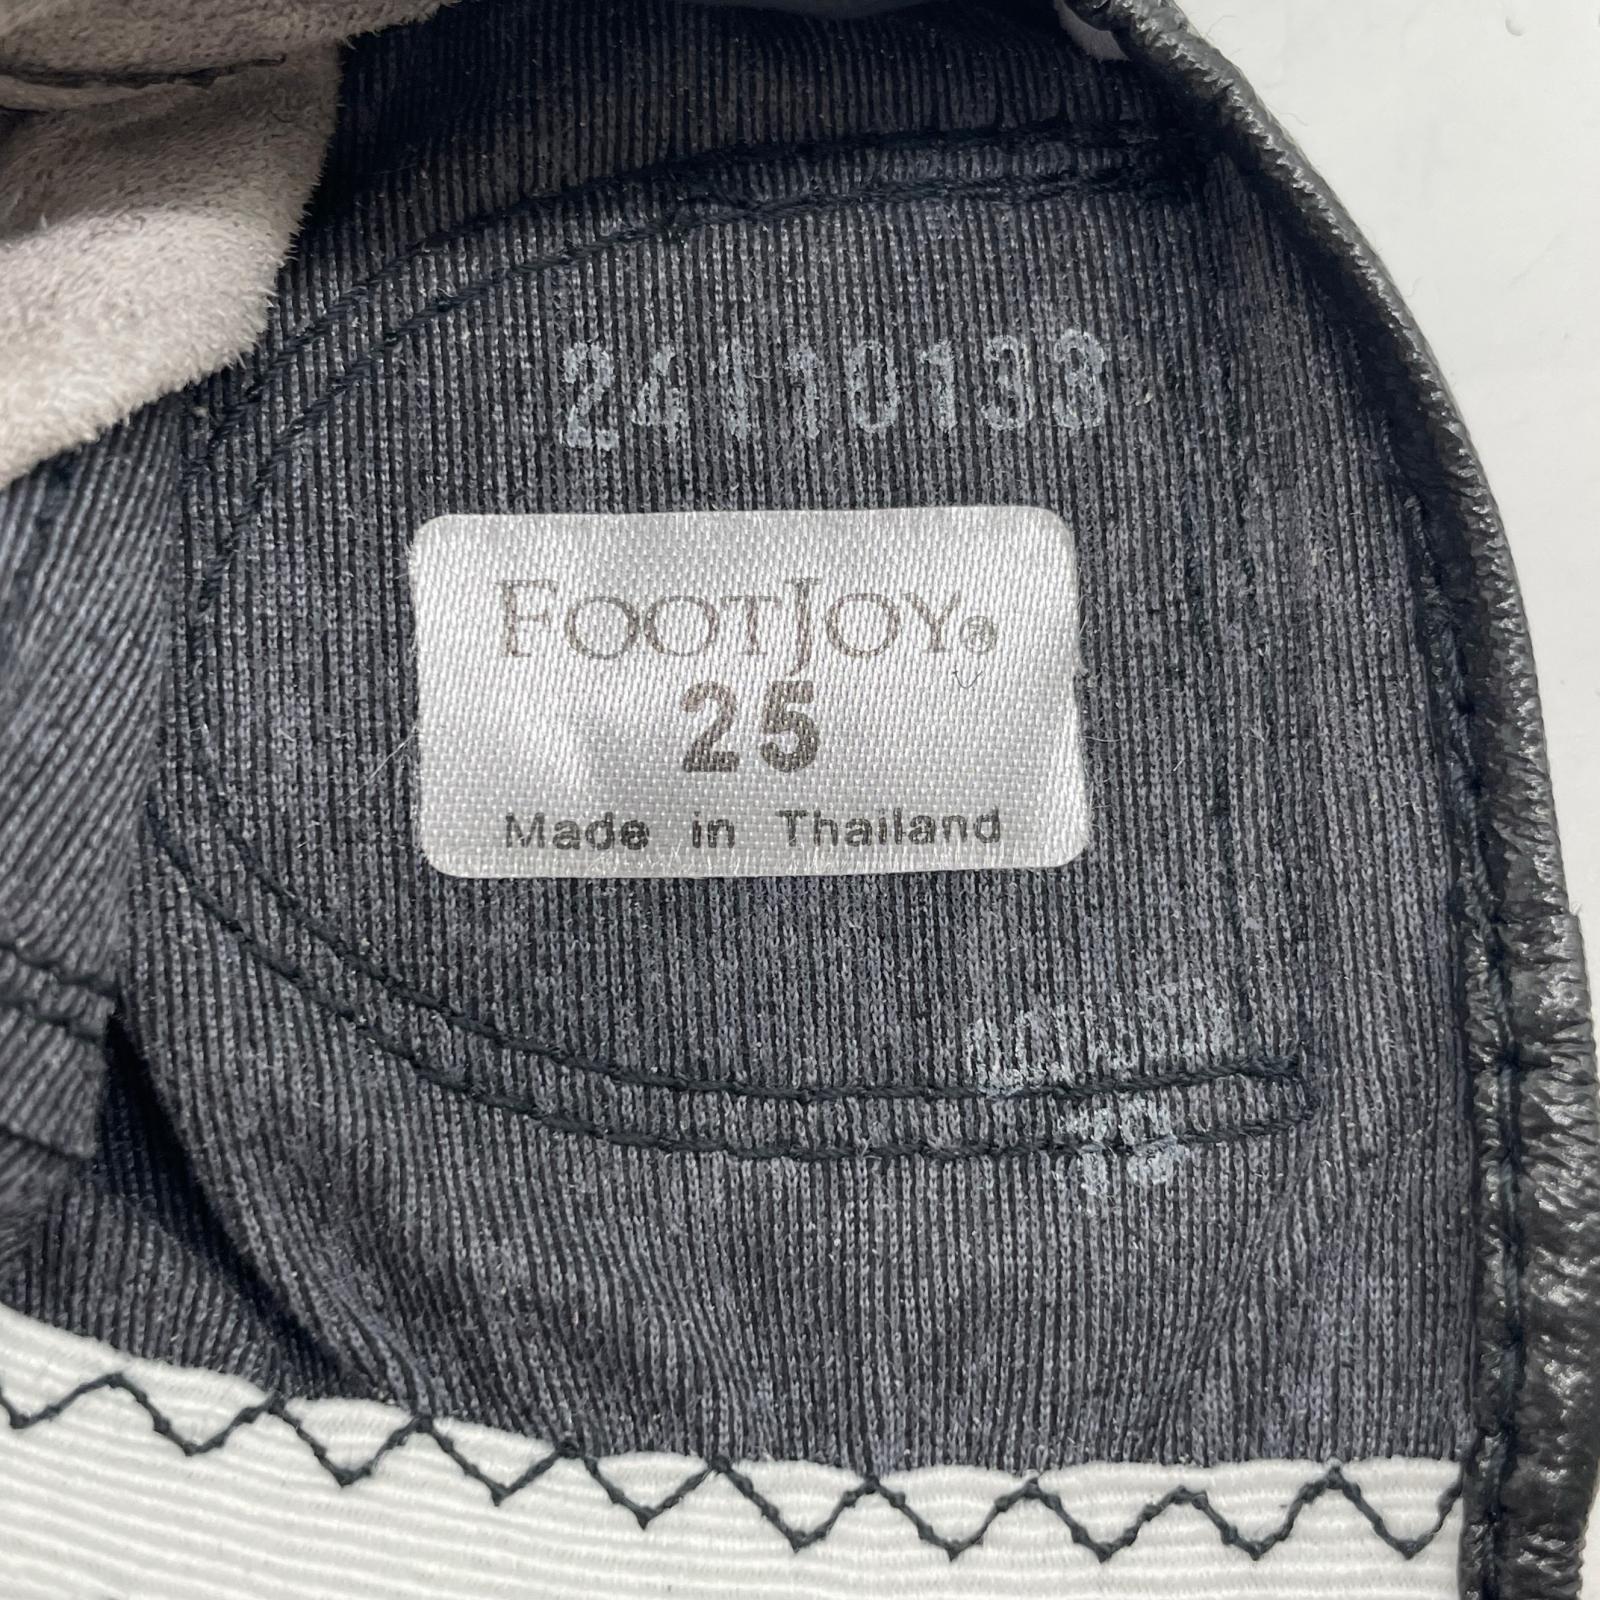 24110133
FOOTJOY®
25
Made in Thailand